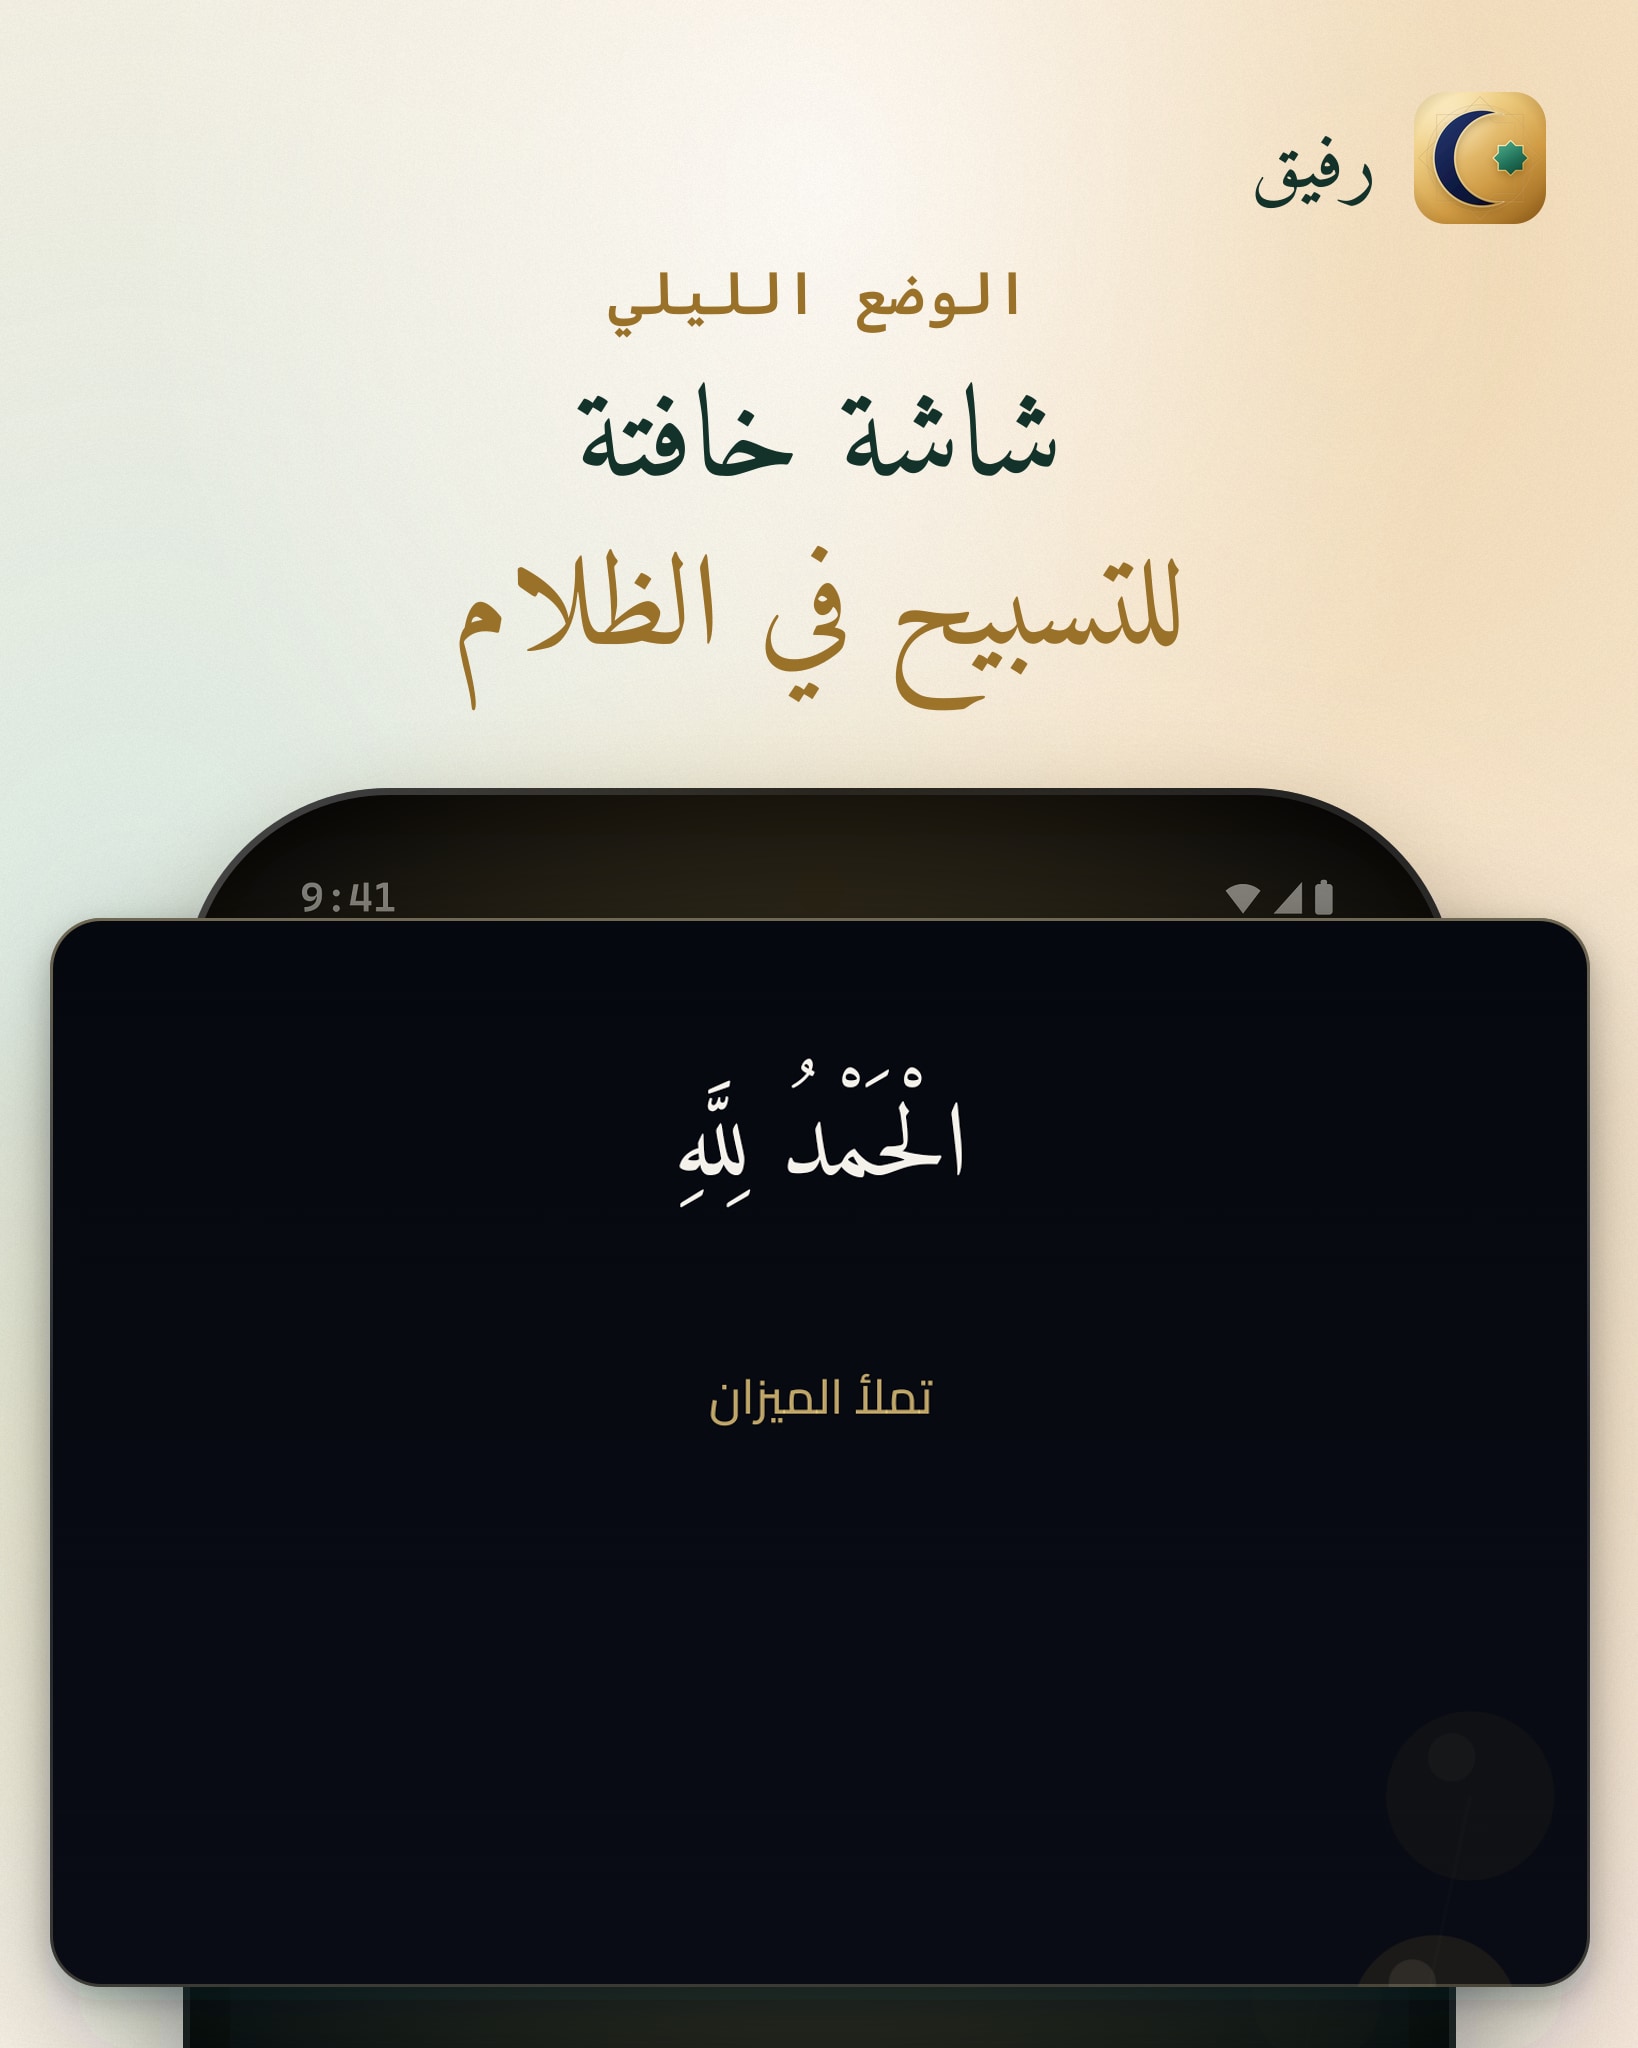 رفيق
الوضع الليلي
شاشة خافتة
للتسبيح في الظلام
9:41
الْحَمْدُ لِلَّهِ
تملأ الميزان